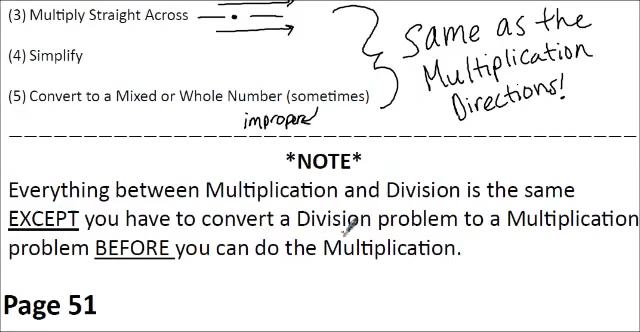 (3) Multiply Straight Across
(4) Simplify
(5) Convert to a Mixed or Whole Number (sometimes)
improper
Same as the
Multiplication
Directions!
*NOTE*
Everything between Multiplication and Division is the same
EXCEPT you have to convert a Division problem to a Multiplication
problem BEFORE you can do the Multiplication.
Page 51